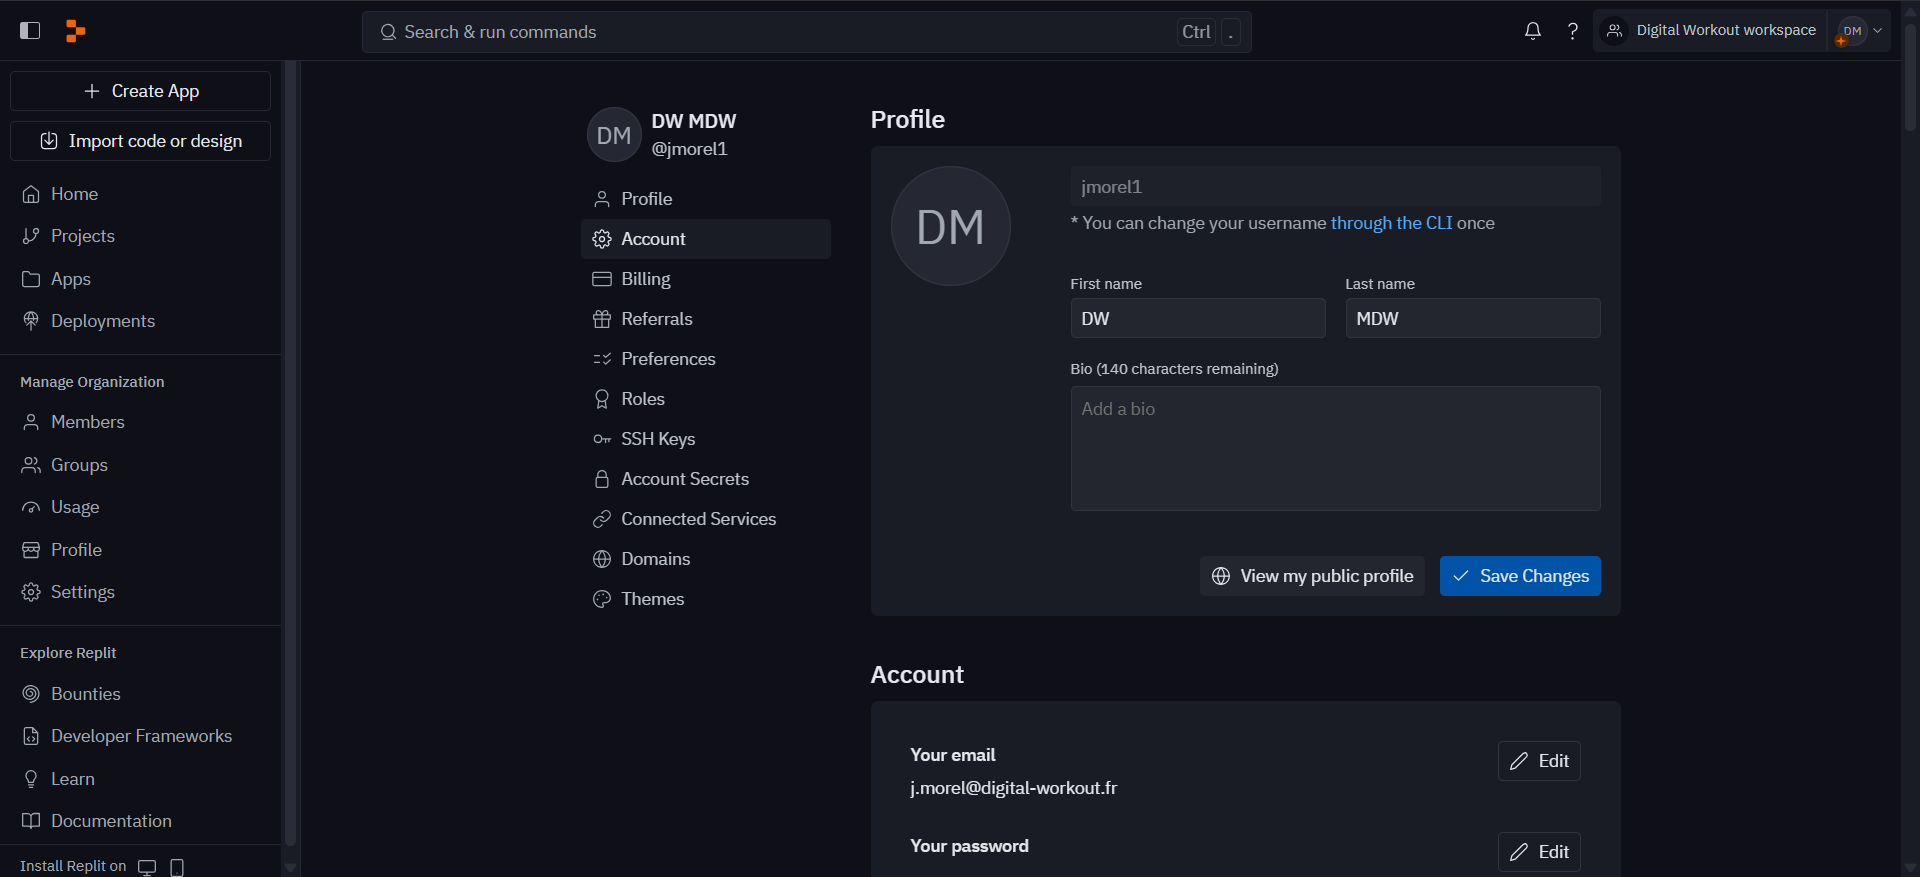 Search & run commands
Ctrl .
Digital Workout workspace
DM
Create App
Import code or design
Home
Projects
Apps
Deployments
Manage Organization
Members
Groups
Usage
Profile
Settings
Explore Replit
Bounties
Developer Frameworks
Learn
Documentation
Install Replit on
DM
DW MDW
@jmorel1
Profile
Account
Billing
Referrals
Preferences
Roles
SSH Keys
Account Secrets
Connected Services
Domains
Themes
Profile
DM
jmorel1
* You can change your username through the CLI once
First name
Last name
DW
MDW
Bio (140 characters remaining)
Add a bio
View my public profile
Save Changes
Account
Your email
j.morel@digital-workout.fr
Edit
Your password
Edit